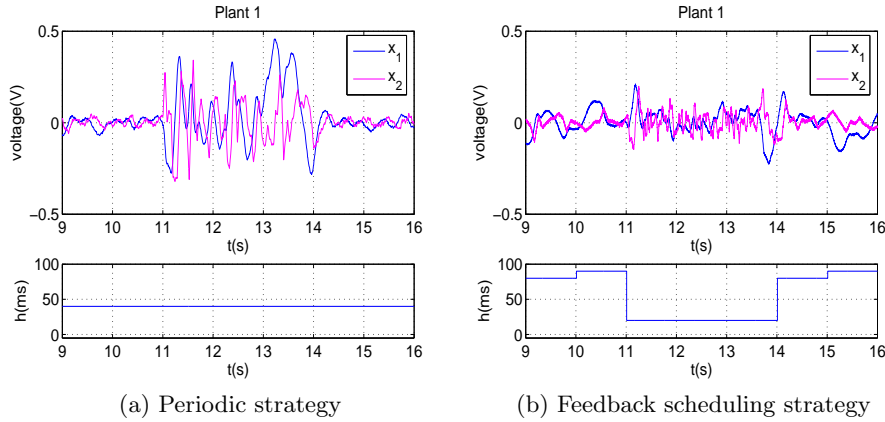 Plant 1
0.5
0
−0.5
voltage(V)
x1
x2
9 10 11 12 13 14 15 16
t(s)
100
50
0
h(ms)
9 10 11 12 13 14 15 16
t(s)
(a) Periodic strategy
Plant 1
0.5
0
−0.5
voltage(V)
x1
x2
9 10 11 12 13 14 15 16
t(s)
100
50
0
h(ms)
9 10 11 12 13 14 15 16
t(s)
(b) Feedback scheduling strategy